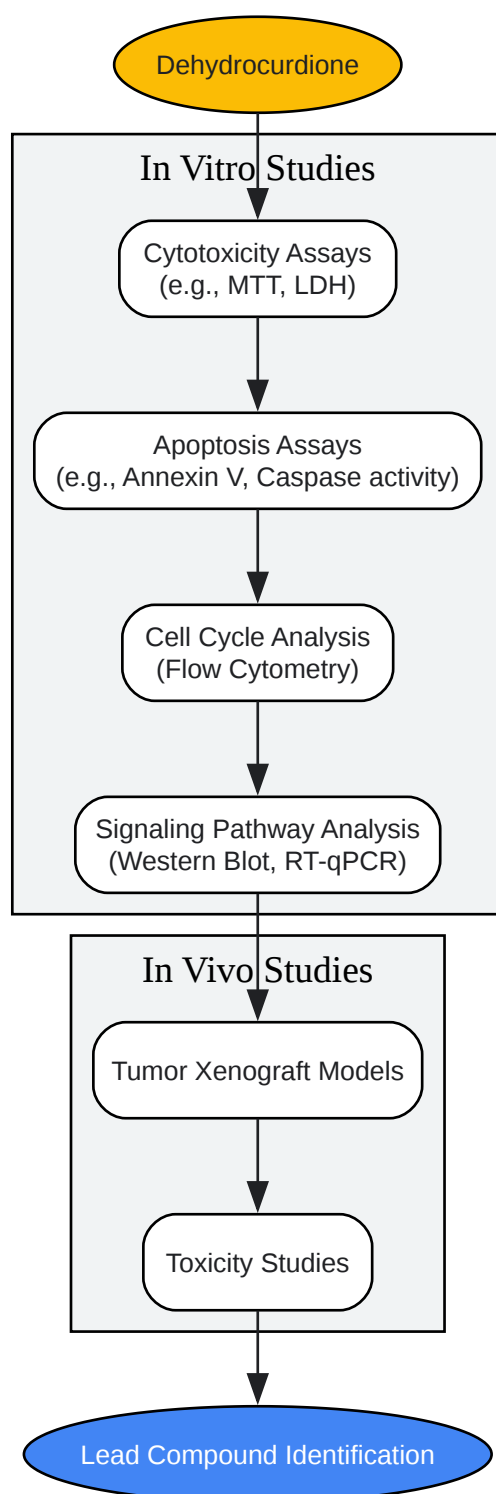 Dehydrocurdione
In Vitro Studies
Cytotoxicity Assays
(e.g., MTT, LDH)
Apoptosis Assays
(e.g., Annexin V, Caspase activity)
Cell Cycle Analysis
(Flow Cytometry)
Signaling Pathway Analysis
(Western Blot, RT-qPCR)
In Vivo Studies
Tumor Xenograft Models
Toxicity Studies
Lead Compound Identification